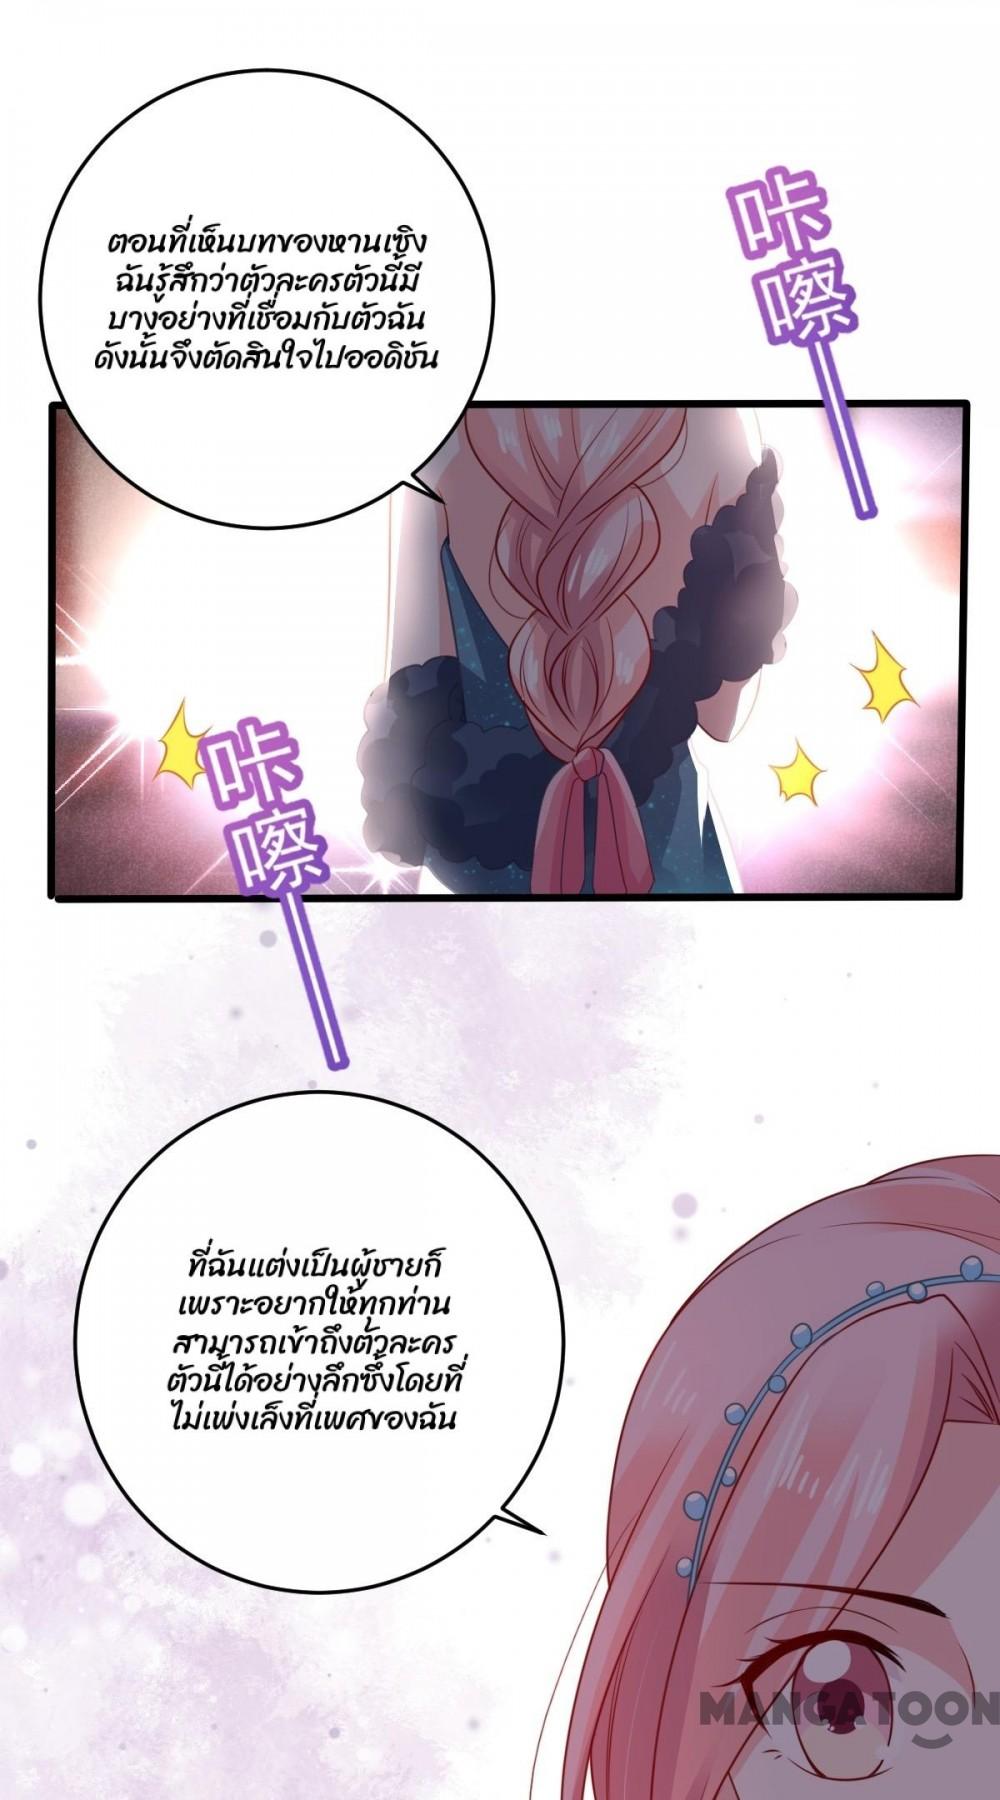 ตอนที่เห็นบทของหานเซิง
ฉันรู้สึกว่าตัวละครตัวนี้มี
บางอย่างที่เชื่อมกับตัวฉัน
ดังนั้นจึงตัดสินใจไปออดิชัน
咔
嚓
咔
嚓
ที่ฉันแต่งเป็นผู้ชายก็
เพราะอยากให้ทุกท่าน
สามารถเข้าถึงตัวละคร
ตัวนี้ได้อย่างลึกซึ้งโดยที่
ไม่เพ่งเล็งที่เพศของฉัน
MANGATOON